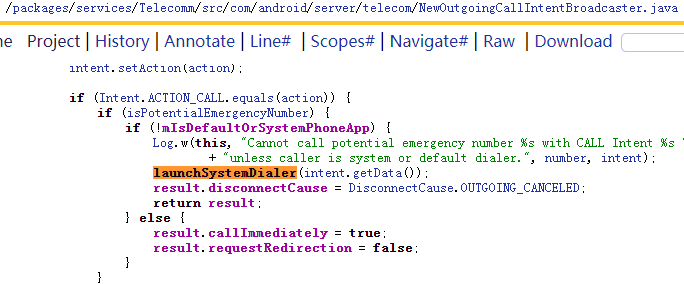 /packages/services/Telecomm/src/com/android/server/telecom/NewOutgoingCallIntentBroadcaster.java
me Project | History | Annotate | Line# | Scopes# | Navigate# | Raw | Download
intent.setAction(action);
if (Intent.ACTION_CALL.equals(action)) {
if (isPotentialEmergencyNumber) {
if (!mIsDefaultOrSystemPhoneApp) {
Log.w(this, "Cannot call potential emergency number %s with CALL Intent %s
+ "unless caller is system or default dialer.", number, intent);
launchSystemDialer(intent.getData());
result.disconnectCause = DisconnectCause.OUTGOING_CANCELED;
return result;
} else {
result.callImmediately = true;
result.requestRedirection = false;
}
}